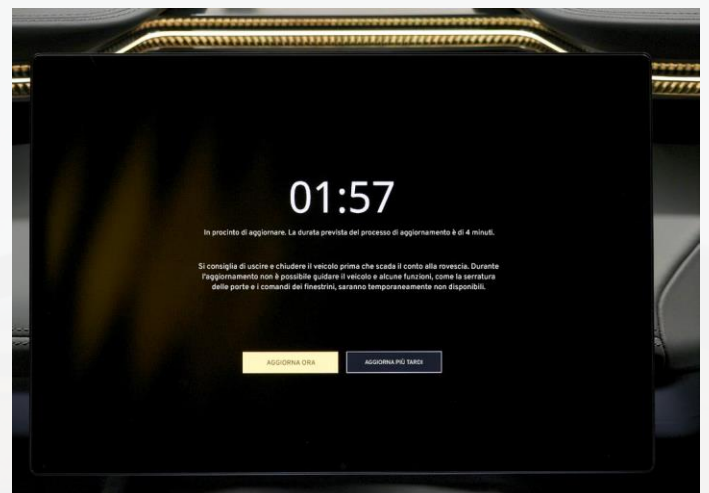 01:57
In procinto di aggiornare. La durata prevista del processo di aggiornamento è di 4 minuti.
Si consiglia di uscire e chiudere il veicolo prima che scada il conto alla rovescia. Durante
l'aggiornamento non è possibile guidare il veicolo e alcune funzioni, come la serratura
delle porte e i comandi dei finestrini, saranno temporaneamente non disponibili.
AGGIORNA ORA
AGGIORNA PIÙ TARDI